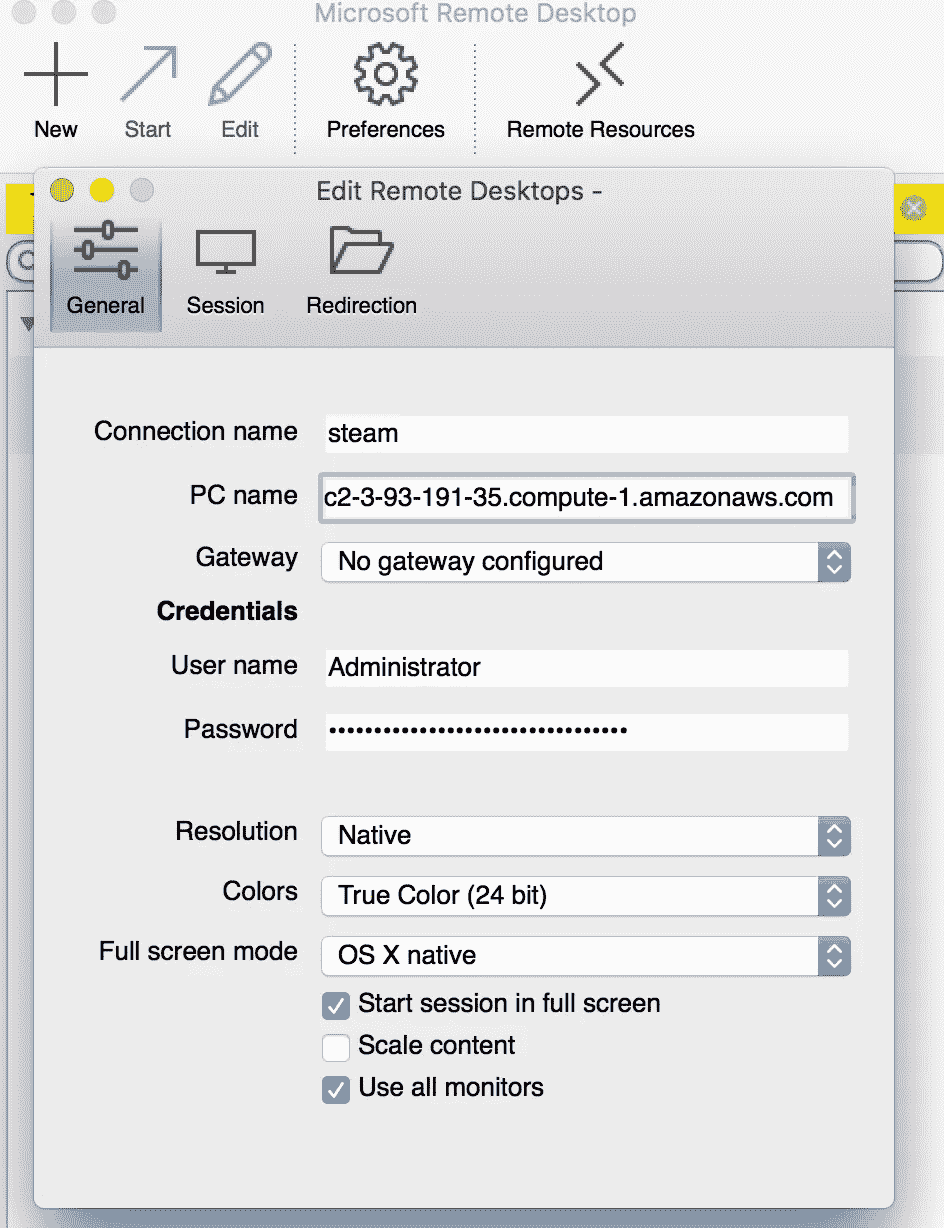 Microsoft Remote Desktop
New Start Edit Preferences Remote Resources
Edit Remote Desktops -
General Session Redirection
Connection name steam
PC name c2-3-93-191-35.compute-1.amazonaws.com
Gateway No gateway configured
Credentials
User name Administrator
Password ••••••••••••••••••••••••••••••••
Resolution Native
Colors True Color (24 bit)
Full screen mode OS X native
Start session in full screen
Scale content
Use all monitors